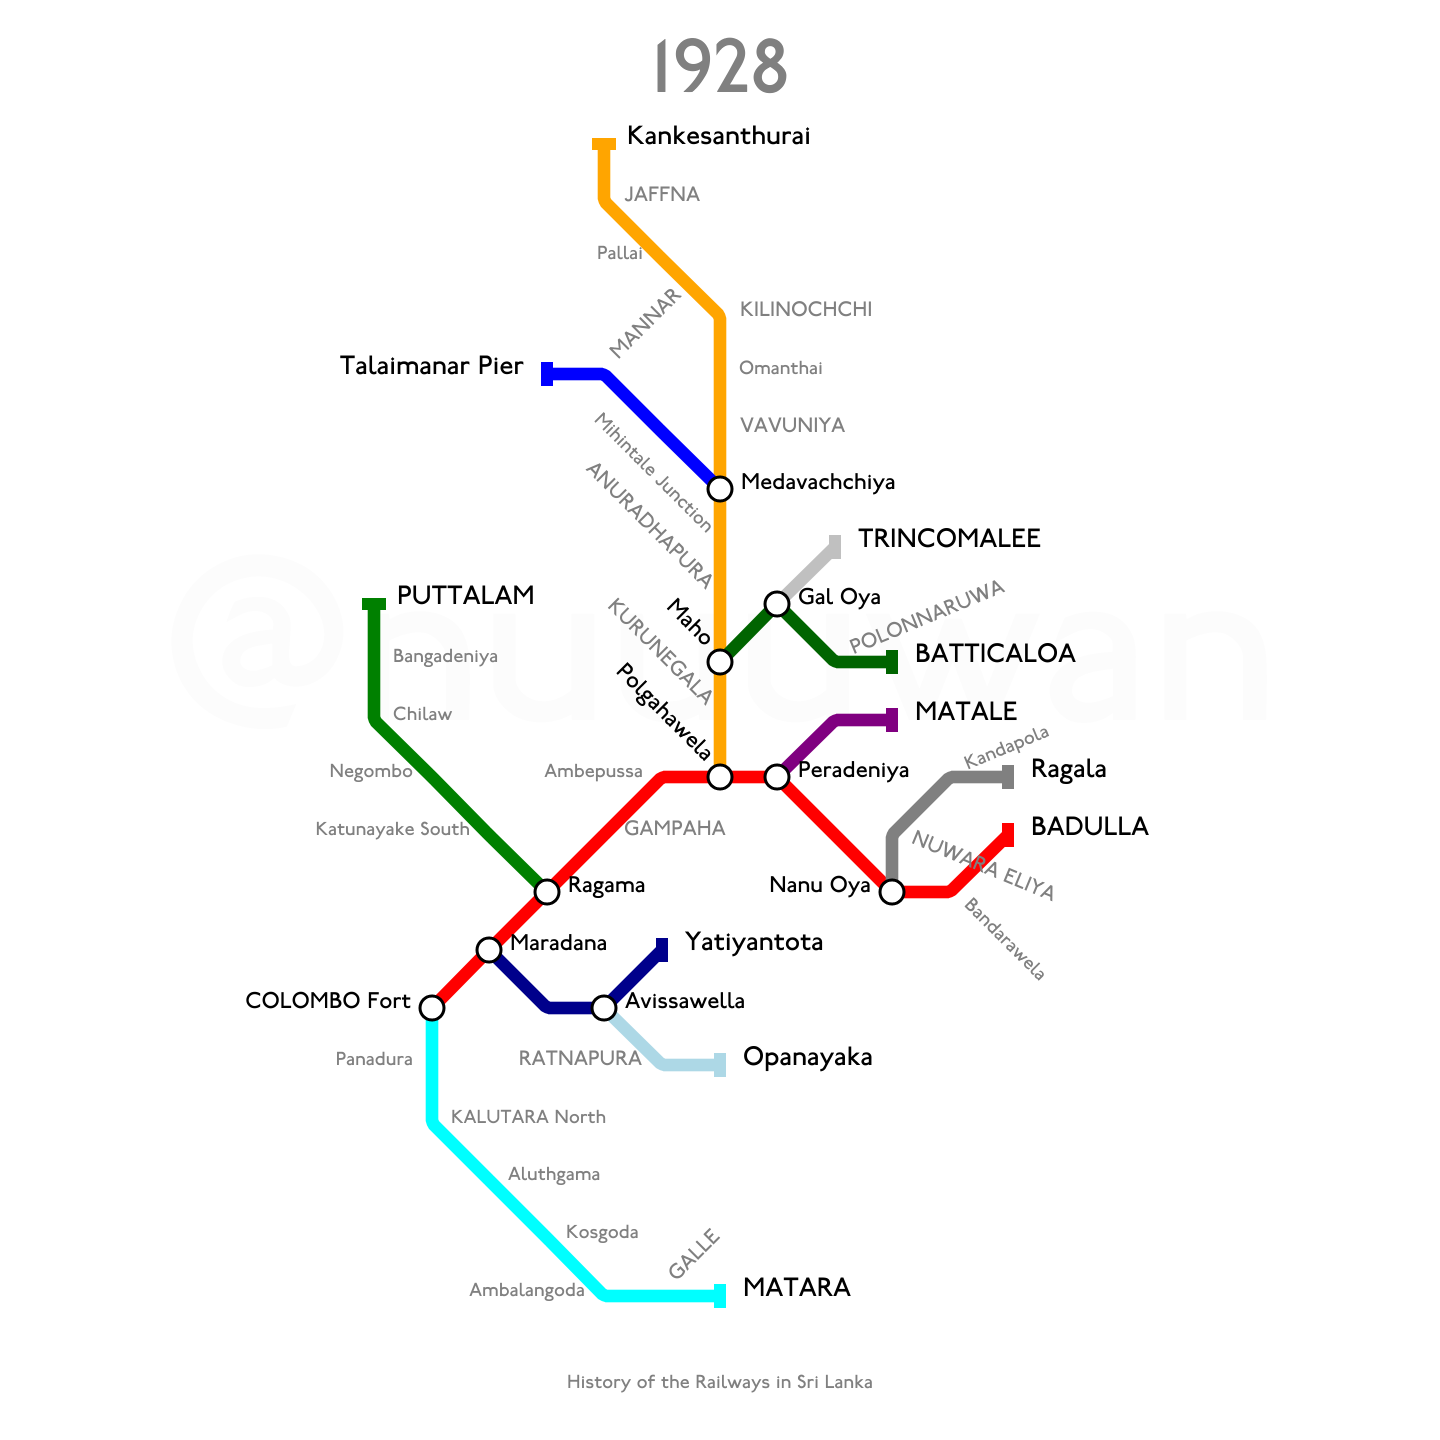 1928
Kankesanthurai
JAFFNA
Pallai
MANNAR
KILINOCHCHI
Talaimanar Pier
Omanthai
Mihintale Junction
VAVUNIYA
ANURADHAPURA
Medavachchiya
TRINCOMALEE
PUTTALAM
Maho
Gal Oya
POLONNARUWA
KURUNEGALA
Bangadeniya
BATTICALOA
Polgahawela
Chilaw
MATALE
Kandapola
Negombo
Ambepussa
Peradeniya
Ragala
Katunayake South
GAMPAHA
BADULLA
NUWARA ELIYA
Ragama
Nanu Oya
Bandarawela
Maradana
Yatiyantota
COLOMBO Fort
Avissawella
Panadura
RATNAPURA
Opanayaka
KALUTARA North
Aluthgama
Kosgoda
GALLE
Ambalangoda
MATARA
History of the Railways in Sri Lanka